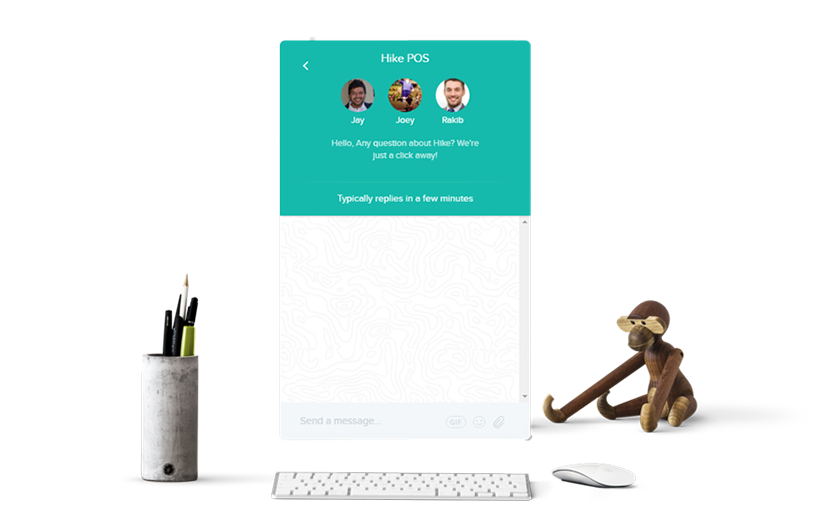 Hike POS
Jay
Joey
Rakib
Hello, Any question about Hike? We're
just a click away!
Typically replies in a few minutes
Send a message...
GIF